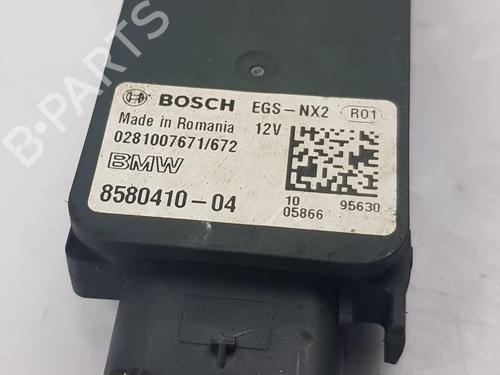 B-PARTS
BOSCH EGS-NX2 R01
Made in Romania 12V
0281007671/672
BMW
8580410-04
10 95630
05866